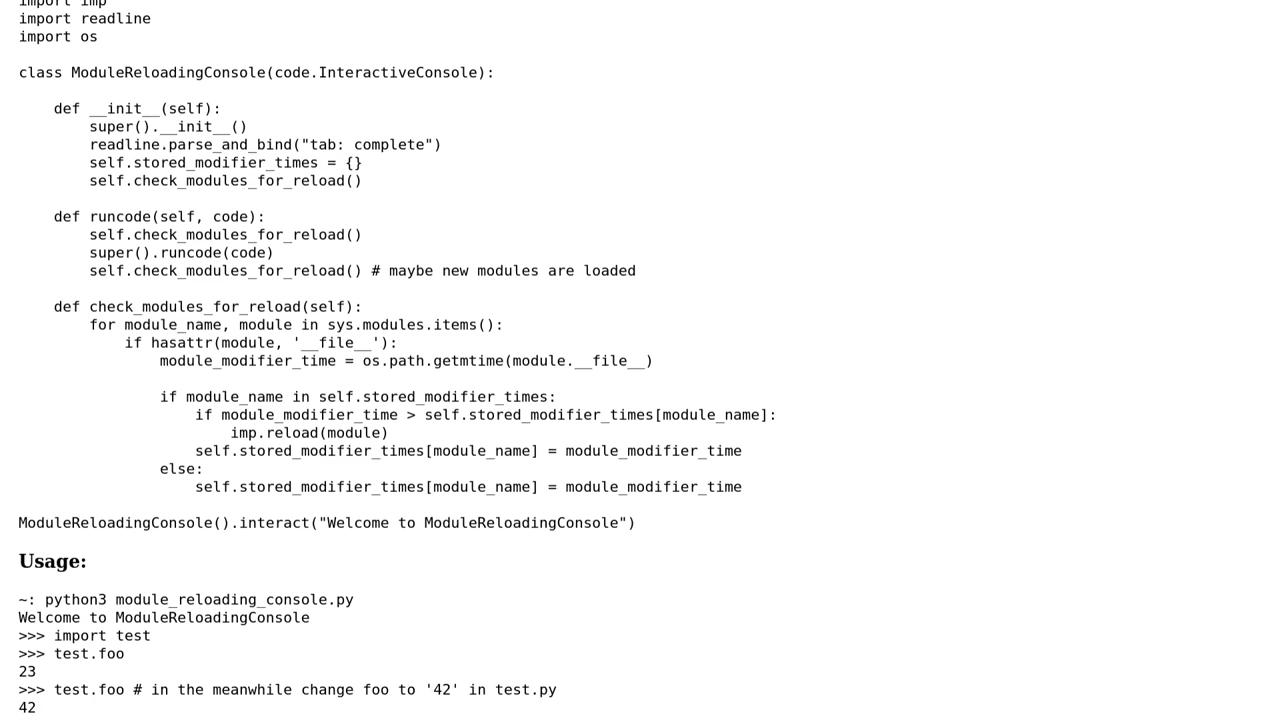 import imp
import readline
import os

class ModuleReloadingConsole(code.InteractiveConsole):

    def __init__(self):
        super().__init__()
        readline.parse_and_bind("tab: complete")
        self.stored_modifier_times = {}
        self.check_modules_for_reload()

    def runcode(self, code):
        self.check_modules_for_reload()
        super().runcode(code)
        self.check_modules_for_reload() # maybe new modules are loaded

    def check_modules_for_reload(self):
        for module_name, module in sys.modules.items():
            if hasattr(module, '__file__'):
                module_modifier_time = os.path.getmtime(module.__file__)

                if module_name in self.stored_modifier_times:
                    if module_modifier_time > self.stored_modifier_times[module_name]:
                        imp.reload(module)
                    self.stored_modifier_times[module_name] = module_modifier_time
                else:
                    self.stored_modifier_times[module_name] = module_modifier_time

ModuleReloadingConsole().interact("Welcome to ModuleReloadingConsole")

Usage:

~: python3 module_reloading_console.py
Welcome to ModuleReloadingConsole
>>> import test
>>> test.foo
23
>>> test.foo # in the meanwhile change foo to '42' in test.py
42